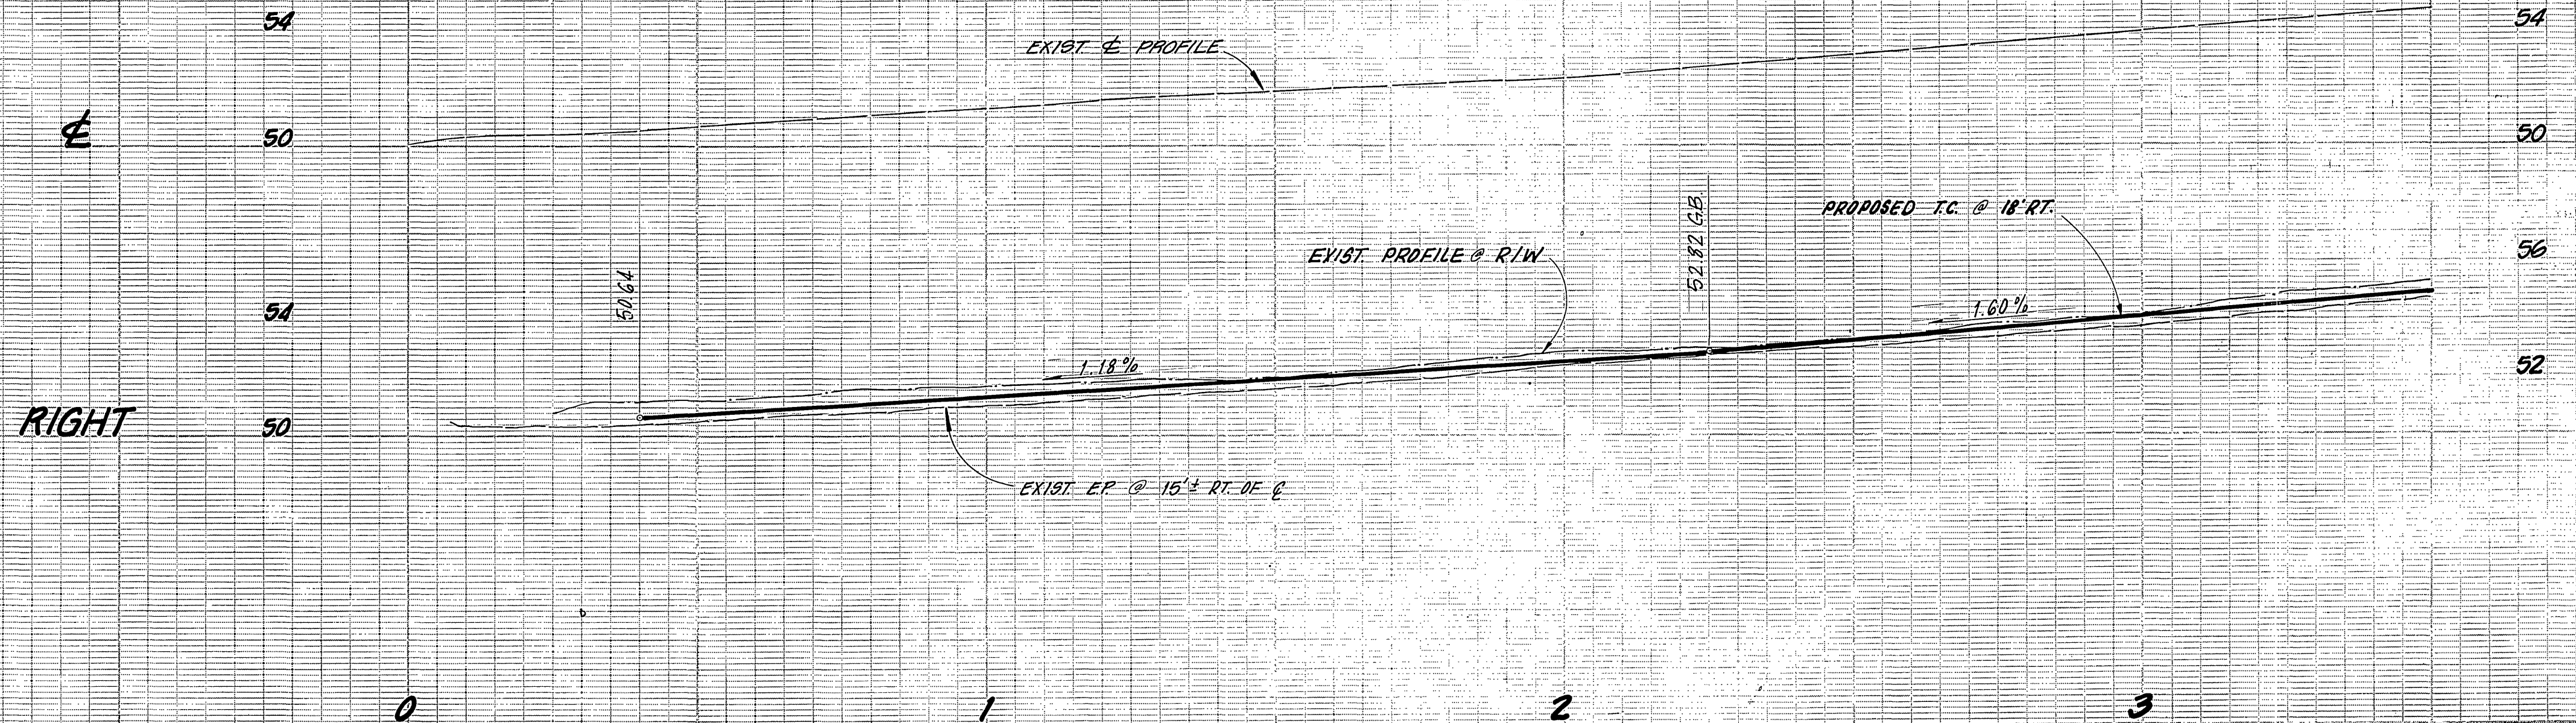 54
54
EXIST ℄ PROFILE
℄
50
50
PROPOSED T.C. @ 18' RT.
52.82 G.B.
EXIST. PROFILE @ R/W
56
50.64
54
1.60%
1.18%
52
RIGHT
50
EXIST. E.P. @ 15'± RT. OF ℄
0
1
2
3